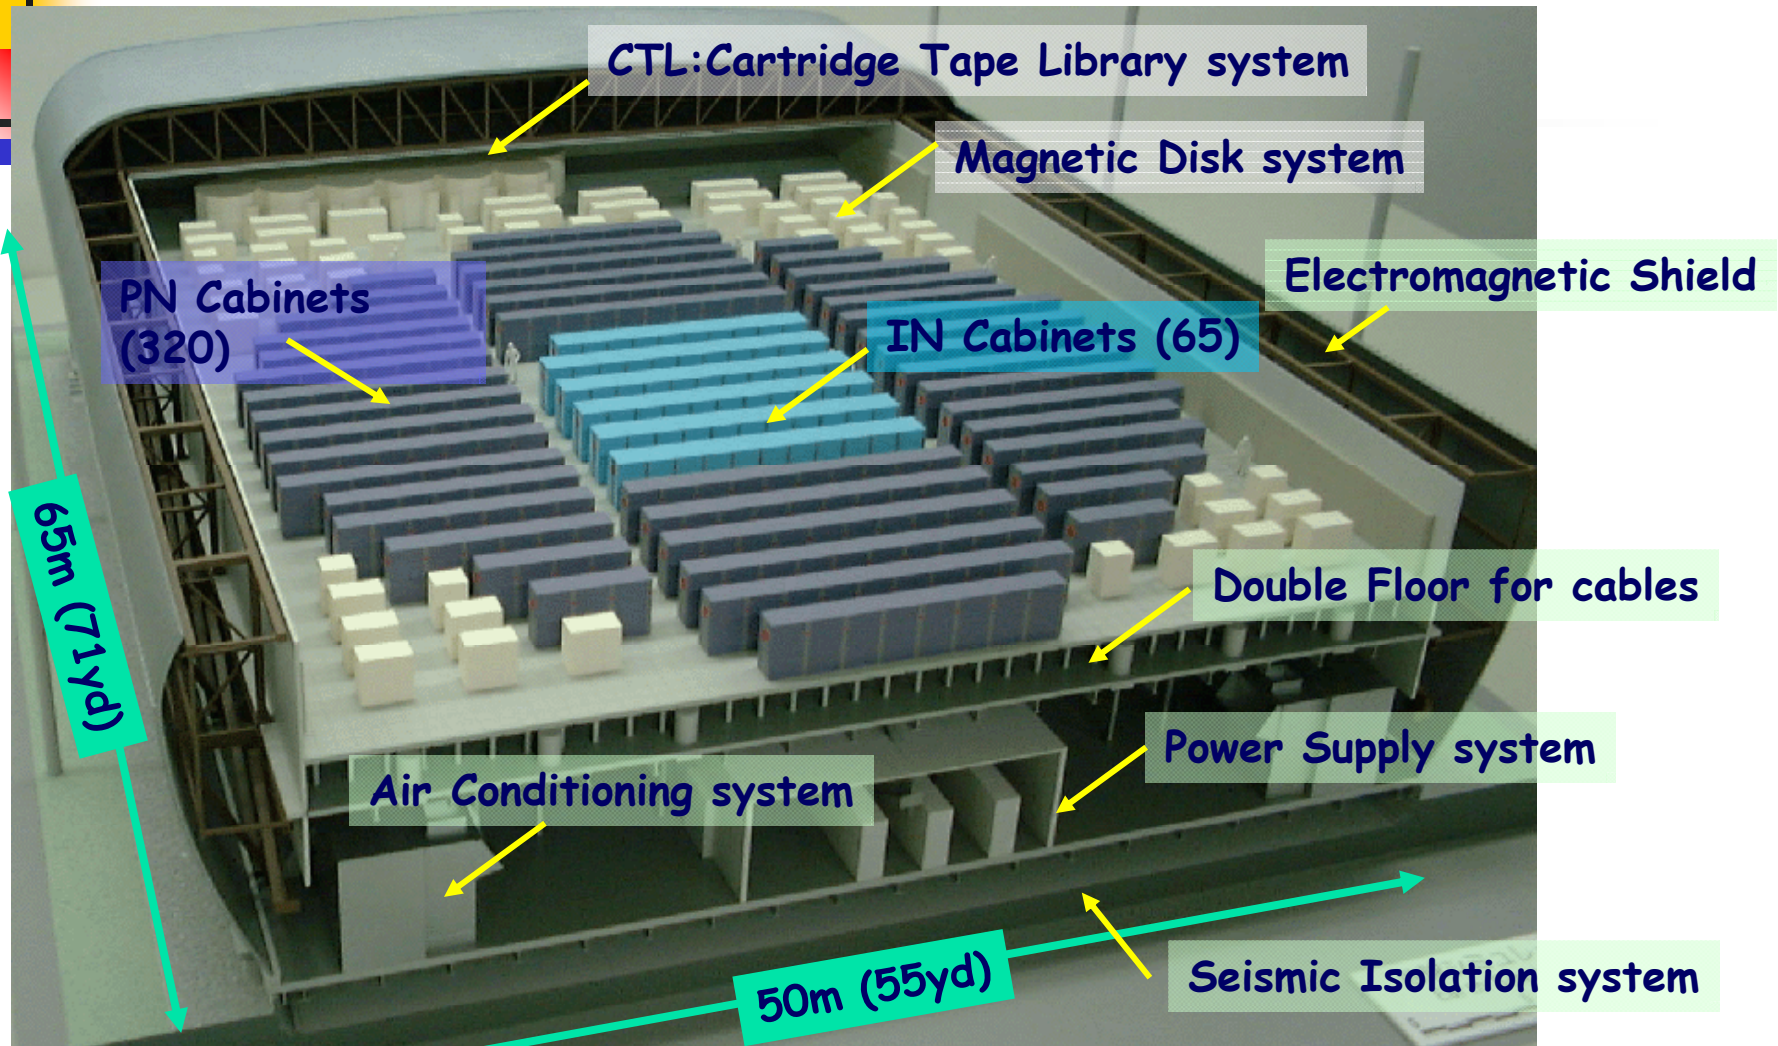 CTL:Cartridge Tape Library system
Magnetic Disk system
Electromagnetic Shield
PN Cabinets
(320)
IN Cabinets (65)
65m (71yd)
Double Floor for cables
Power Supply system
Air Conditioning system
Seismic Isolation system
50m (55yd)